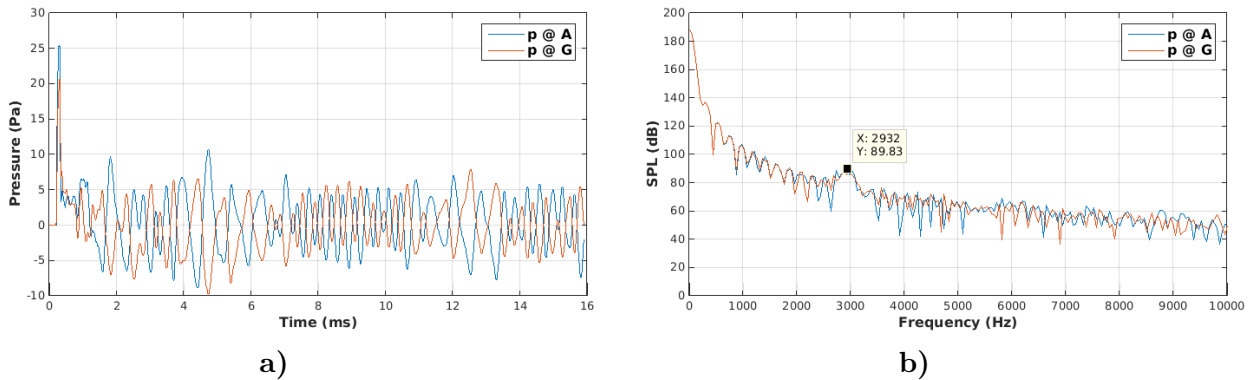 30
25
20
15
10
5
0
-5
-10
0 2 4 6 8 10 12 14 16
Pressure (Pa)
Time (ms)
p @ A
p @ G
a)
200
180
160
140
120
100
80
60
40
20
0
0 1000 2000 3000 4000 5000 6000 7000 8000 9000 10000
SPL (dB)
Frequency (Hz)
p @ A
p @ G
X: 2932
Y: 89.83
b)